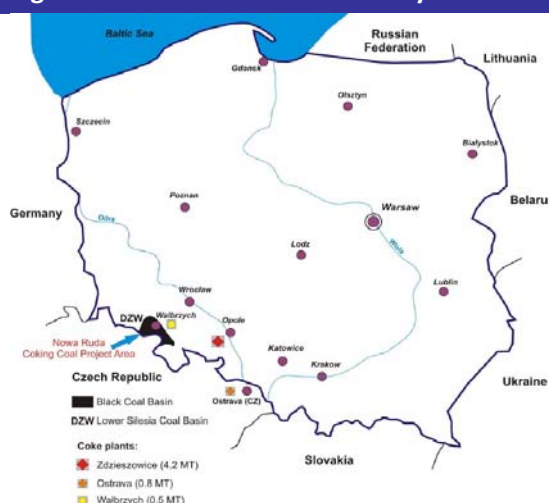 Baltic Sea
Russian
Federation
Lithuania
Gdansk
Olsztyn
Szczecin
Bialystok
Poznan
Warsaw
Germany
Belaru
Odra
Wisla
Lodz
Lublin
Wroclaw
DZW
Walbrzych
Opole
Nowa Ruda
Coking Coal Project Area
Katowice
Krakow
Czech Republic
Ukraine
Black Coal Basin
Ostrava (CZ)
DZW Lower Silesia Coal Basin
Slovakia
Coke plants:
Zdzieszowice (4.2 MT)
Ostrava (0.8 MT)
Walbrzych (0.5 MT)